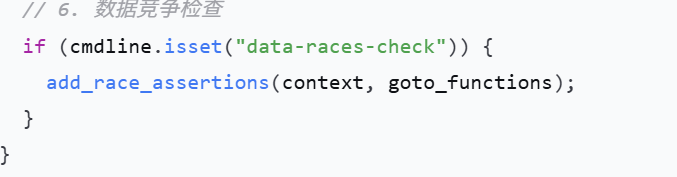 // 6. 数据竞争检查
if (cmdline.isset("data-races-check")) {
add_race_assertions(context, goto_functions);
}
}